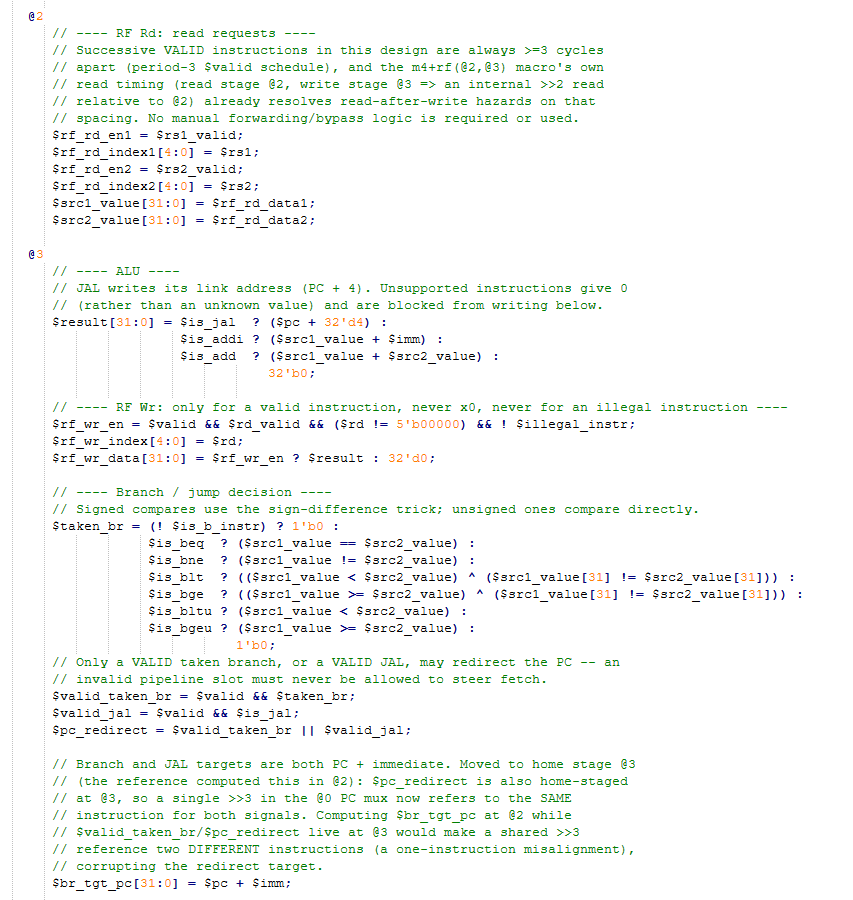 @2
// ---- RF Rd: read requests ----
// Successive VALID instructions in this design are always >=3 cycles
// apart (period-3 $valid schedule), and the m4+rf(@2,@3) macro's own
// read timing (read stage @2, write stage @3 => an internal >>2 read
// relative to @2) already resolves read-after-write hazards on that
// spacing. No manual forwarding/bypass logic is required or used.
$rf_rd_en1 = $rs1_valid;
$rf_rd_index1[4:0] = $rs1;
$rf_rd_en2 = $rs2_valid;
$rf_rd_index2[4:0] = $rs2;
$src1_value[31:0] = $rf_rd_data1;
$src2_value[31:0] = $rf_rd_data2;
@3
// ---- ALU ----
// JAL writes its link address (PC + 4). Unsupported instructions give 0
// (rather than an unknown value) and are blocked from writing below.
$result[31:0] = $is_jal  ? ($pc + 32'd4) :
$is_addi ? ($src1_value + $imm) :
$is_add  ? ($src1_value + $src2_value) :
32'b0;
// ---- RF Wr: only for a valid instruction, never x0, never for an illegal instruction ----
$rf_wr_en = $valid && $rd_valid && ($rd != 5'b00000) && ! $illegal_instr;
$rf_wr_index[4:0] = $rd;
$rf_wr_data[31:0] = $rf_wr_en ? $result : 32'd0;
// ---- Branch / jump decision ----
// Signed compares use the sign-difference trick; unsigned ones compare directly.
$taken_br = (! $is_b_instr) ? 1'b0 :
$is_beq  ? ($src1_value == $src2_value) :
$is_bne  ? ($src1_value != $src2_value) :
$is_blt  ? (($src1_value < $src2_value) ^ ($src1_value[31] != $src2_value[31])) :
$is_bge  ? (($src1_value >= $src2_value) ^ ($src1_value[31] != $src2_value[31])) :
$is_bltu ? ($src1_value < $src2_value) :
$is_bgeu ? ($src1_value >= $src2_value) :
1'b0;
// Only a VALID taken branch, or a VALID JAL, may redirect the PC -- an
// invalid pipeline slot must never be allowed to steer fetch.
$valid_taken_br = $valid && $taken_br;
$valid_jal = $valid && $is_jal;
$pc_redirect = $valid_taken_br || $valid_jal;
// Branch and JAL targets are both PC + immediate. Moved to home stage @3
// (the reference computed this in @2): $pc_redirect is also home-staged
// at @3, so a single >>3 in the @0 PC mux now refers to the SAME
// instruction for both signals. Computing $br_tgt_pc at @2 while
// $valid_taken_br/$pc_redirect live at @3 would make a shared >>3
// reference two DIFFERENT instructions (a one-instruction misalignment),
// corrupting the redirect target.
$br_tgt_pc[31:0] = $pc + $imm;